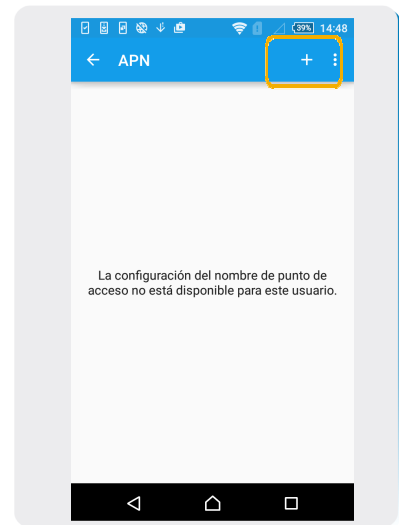 39% 14:48
APN
La configuración del nombre de punto de
acceso no está disponible para este usuario.